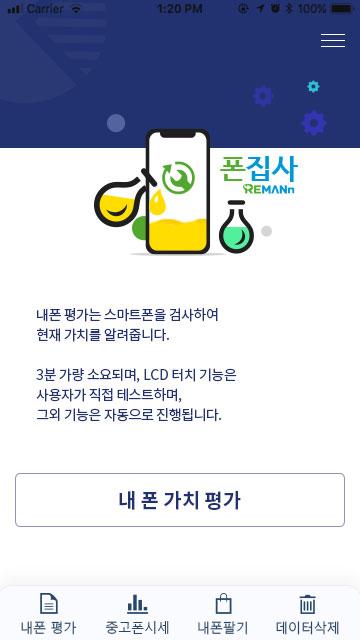 Carrier 1:20 PM 100%
폰집사
REMANn
내폰 평가는 스마트폰을 검사하여
현재 가치를 알려줍니다.
3분 가량 소요되며, LCD 터치 기능은
사용자가 직접 테스트하며,
그외 기능은 자동으로 진행됩니다.
내 폰 가치 평가
내폰 평가 중고폰시세 내폰팔기 데이터삭제